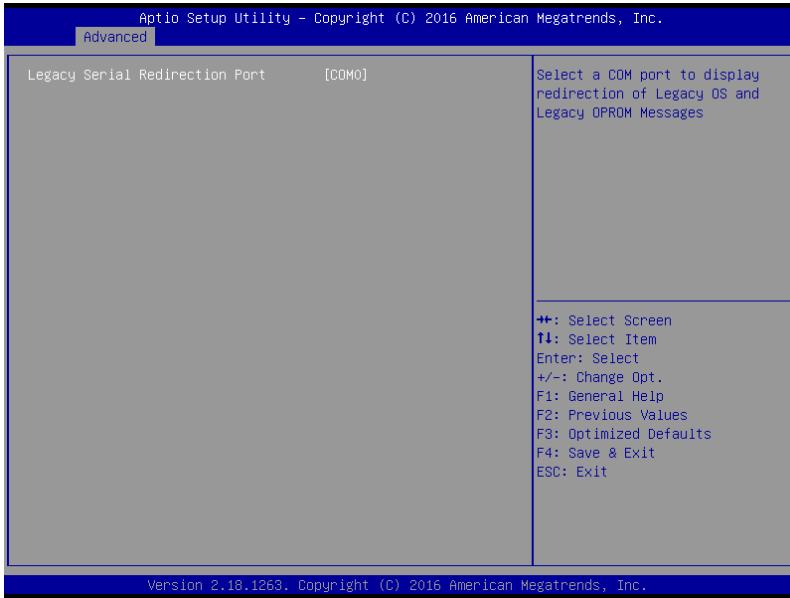 Aptio Setup Utility – Copyright (C) 2016 American Megatrends, Inc.
Advanced
Legacy Serial Redirection Port [COM0]
Select a COM port to display
redirection of Legacy OS and
Legacy OPROM Messages
→←: Select Screen
↑↓: Select Item
Enter: Select
+/-: Change Opt.
F1: General Help
F2: Previous Values
F3: Optimized Defaults
F4: Save & Exit
ESC: Exit
Version 2.18.1263. Copyright (C) 2016 American Megatrends, Inc.